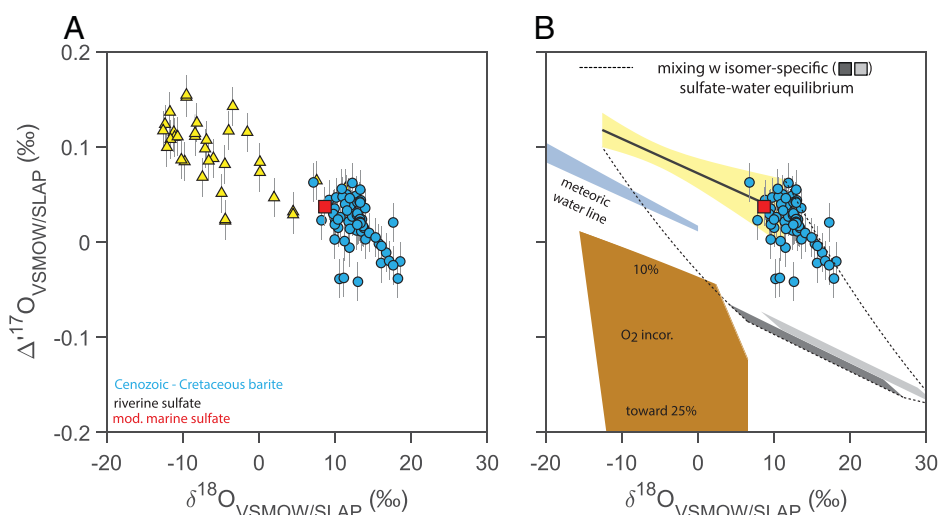 A
0.2
0.1
0
-0.1
-0.2
-20
-10
0
10
20
30
Δ'17OVSMOW/SLAP (‰)
δ18OVSMOW/SLAP (‰)
Cenozoic - Cretaceous barite
riverine sulfate
mod. marine sulfate
B
mixing w isomer-specific ( )
sulfate-water equilibrium
meteoric
water line
10%
O2 incor.
toward 25%
-20
-10
0
10
20
30
δ18OVSMOW/SLAP (‰)